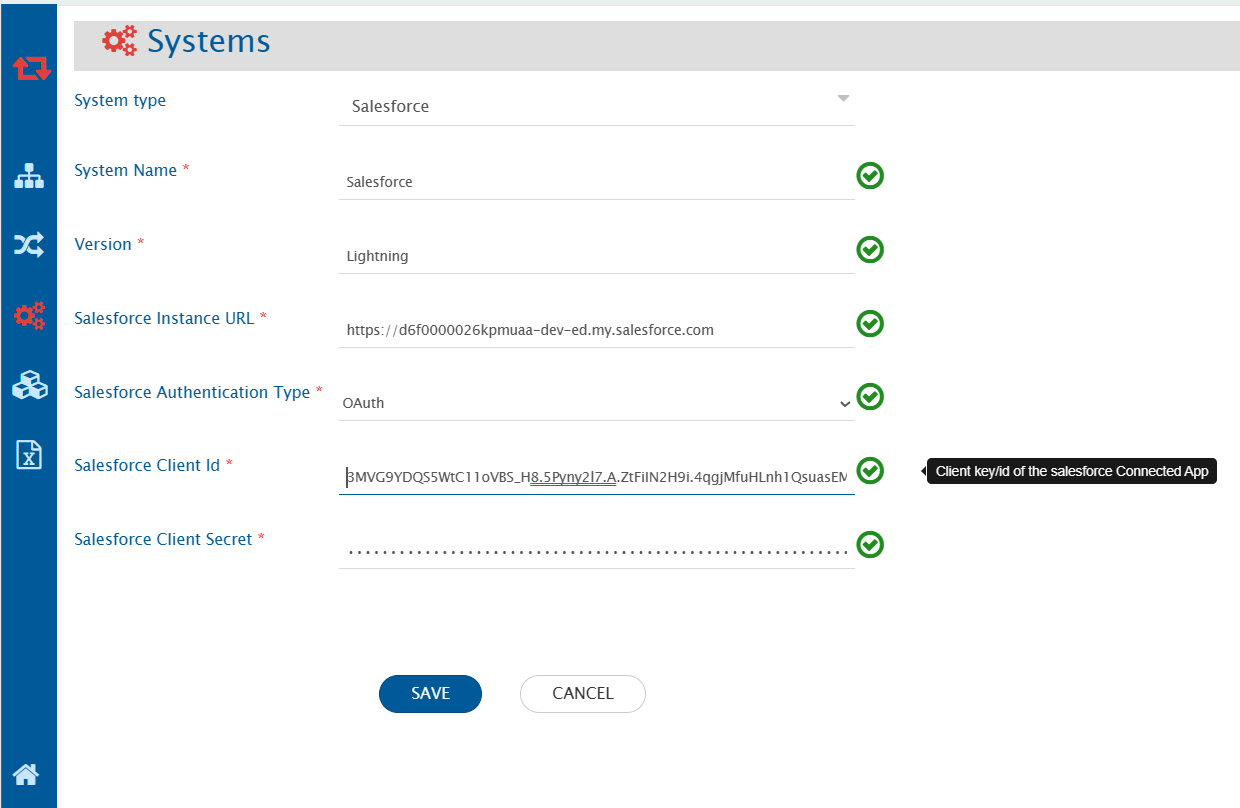 Systems
System type
Salesforce
System Name *
Salesforce
Version *
Lightning
Salesforce Instance URL *
https://d6f0000026kpmuaa-dev-ed.my.salesforce.com
Salesforce Authentication Type *
OAuth
Salesforce Client Id *
3MVG9YDQS5WtC11oVBS_H8.5Pyny2l7.A.ZtFiIN2H9i.4qgjMfuHLnh1QsuasEM
Client key/id of the salesforce Connected App
Salesforce Client Secret *
SAVE
CANCEL